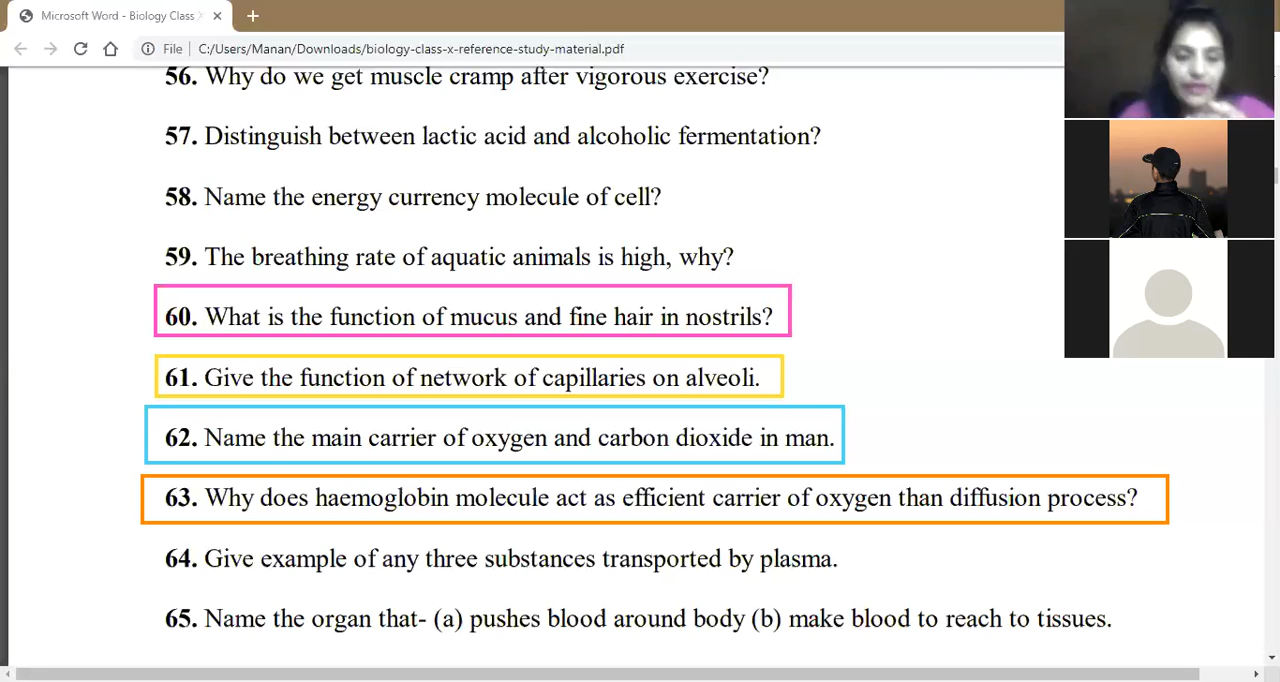 Microsoft Word - Biology Class X
File C:/Users/Manan/Downloads/biology-class-x-reference-study-material.pdf
56. Why do we get muscle cramp after vigorous exercise?
57. Distinguish between lactic acid and alcoholic fermentation?
58. Name the energy currency molecule of cell?
59. The breathing rate of aquatic animals is high, why?
60. What is the function of mucus and fine hair in nostrils?
61. Give the function of network of capillaries on alveoli.
62. Name the main carrier of oxygen and carbon dioxide in man.
63. Why does haemoglobin molecule act as efficient carrier of oxygen than diffusion process?
64. Give example of any three substances transported by plasma.
65. Name the organ that- (a) pushes blood around body (b) make blood to reach to tissues.